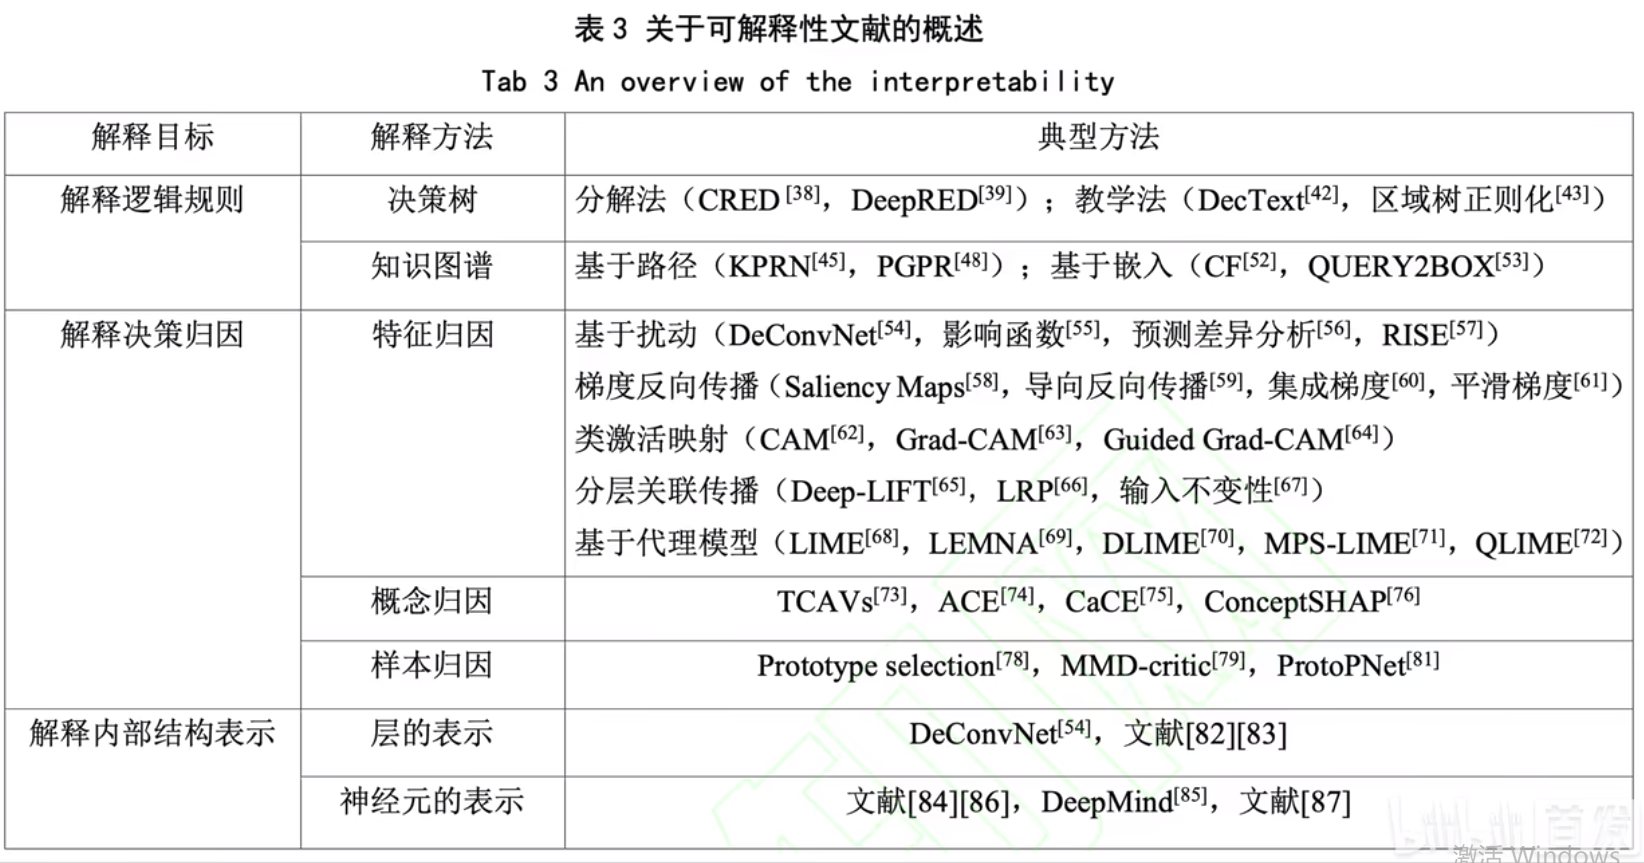 表3 关于可解释性文献的概述
Tab 3 An overview of the interpretability
解释目标 解释方法 典型方法
解释逻辑规则 决策树 分解法（CRED[38]，DeepRED[39]）；教学法（DecText[42]，区域树正则化[43]）
知识图谱 基于路径（KPRN[45]，PGPR[48]）；基于嵌入（CF[52]，QUERY2BOX[53]）
解释决策归因 特征归因 基于扰动（DeConvNet[54]，影响函数[55]，预测差异分析[56]，RISE[57]）
梯度反向传播（Saliency Maps[58]，导向反向传播[59]，集成梯度[60]，平滑梯度[61]）
类激活映射（CAM[62]，Grad-CAM[63]，Guided Grad-CAM[64]）
分层关联传播（Deep-LIFT[65]，LRP[66]，输入不变性[67]）
基于代理模型（LIME[68]，LEMNA[69]，DLIME[70]，MPS-LIME[71]，QLIME[72]）
概念归因 TCAVs[73]，ACE[74]，CaCE[75]，ConceptSHAP[76]
样本归因 Prototype selection[78]，MMD-critic[79]，ProtoPNet[81]
解释内部结构表示 层的表示 DeConvNet[54]，文献[82][83]
神经元的表示 文献[84][86]，DeepMind[85]，文献[87]
首发
激活 Windows